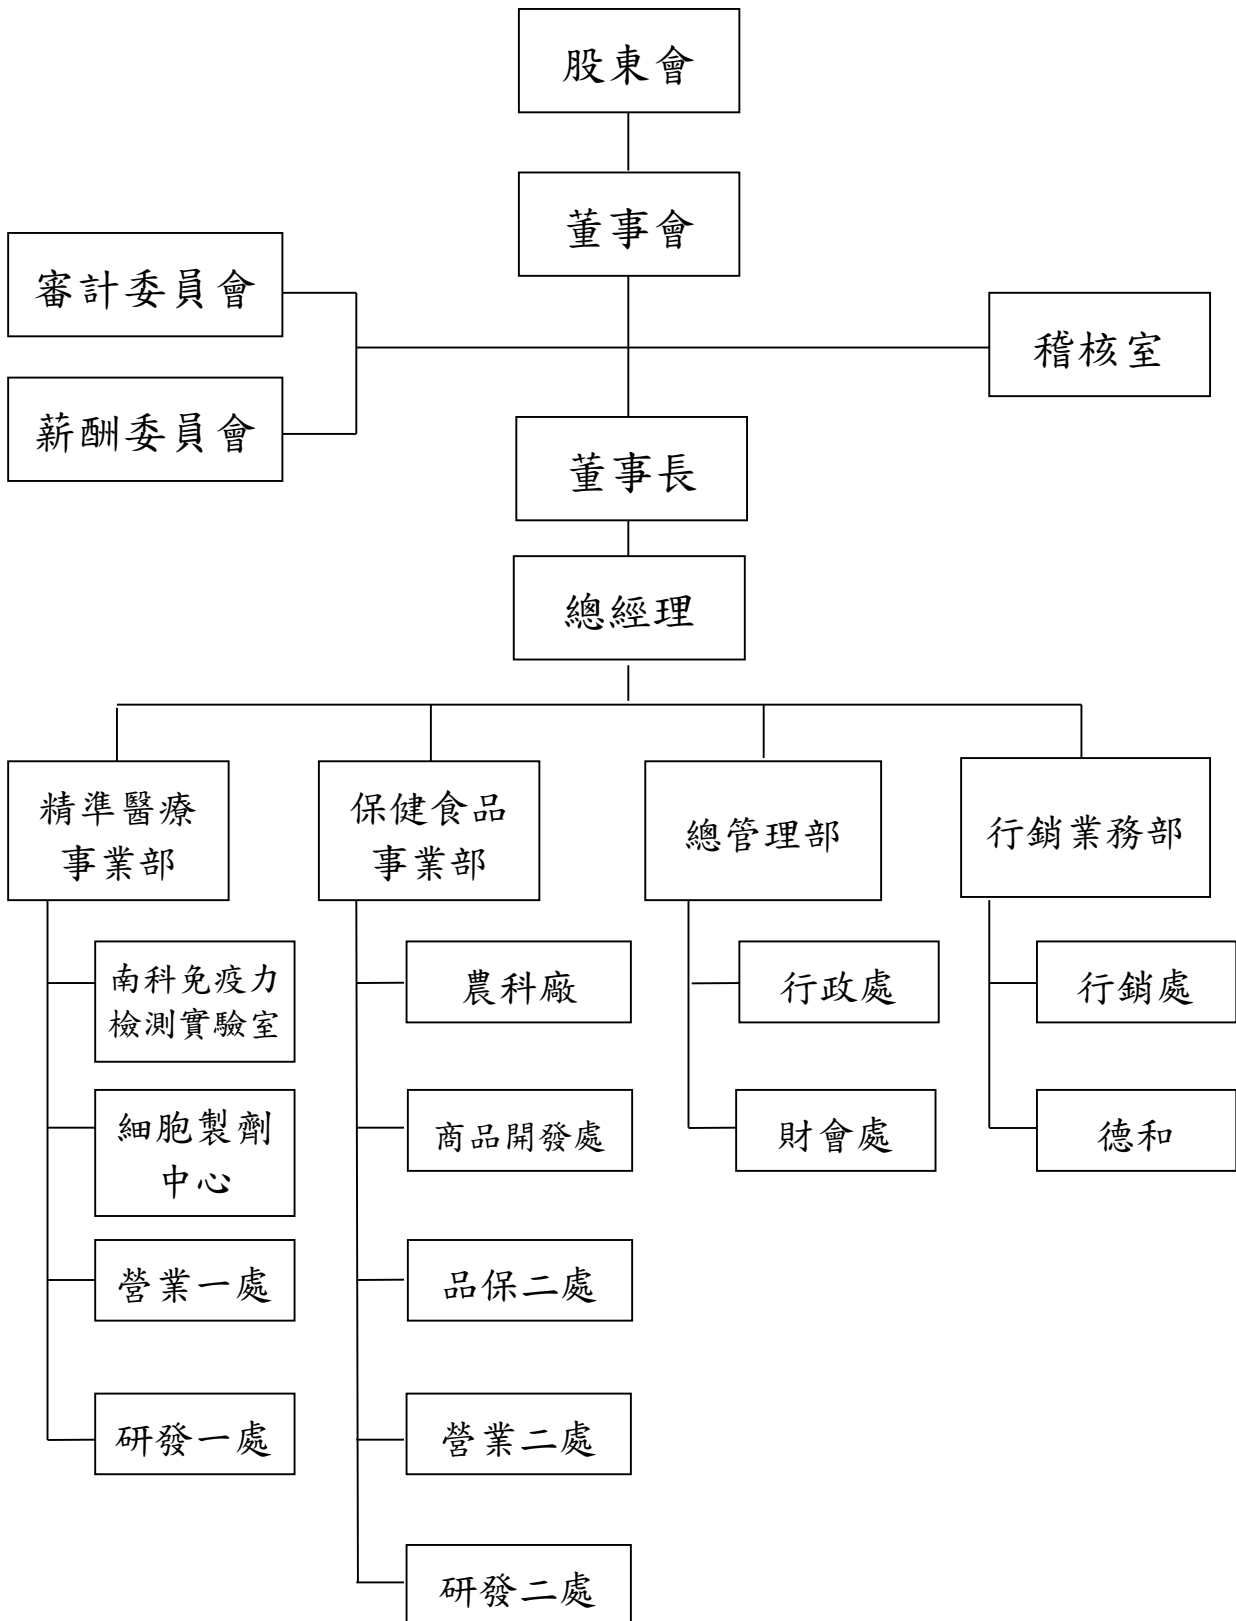 股東會
董事會
審計委員會
稽核室
薪酬委員會
董事長
總經理
精準醫療
事業部
保健食品
事業部
總管理部
行銷業務部
南科免疫力
檢測實驗室
農科廠
行政處
行銷處
細胞製劑
中心
商品開發處
財會處
德和
營業一處
品保二處
研發一處
營業二處
研發二處